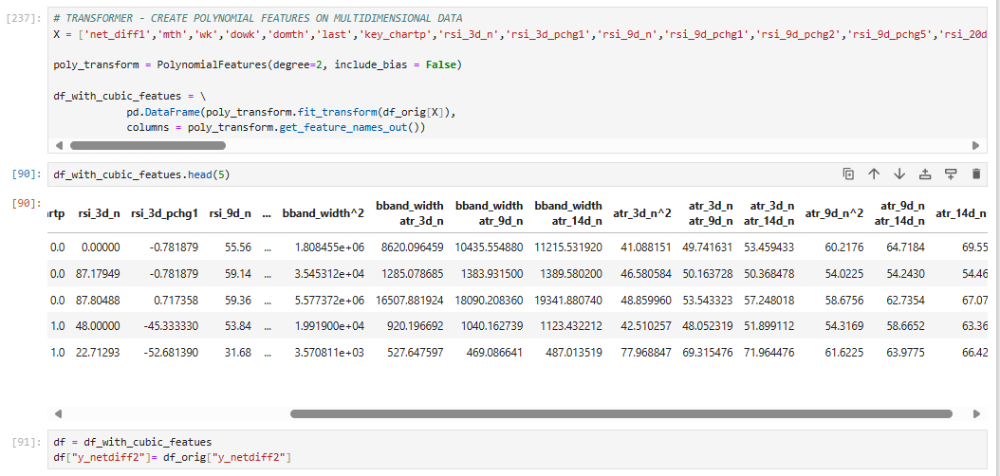 [237]: # TRANSFORMER - CREATE POLYNOMIAL FEATURES ON MULTIDIMENSIONAL DATA
X = ['net_diff1','mth','wk','dowk','domth','last','key_chartp','rsi_3d_n','rsi_3d_pchg1','rsi_9d_n','rsi_9d_pchg1','rsi_9d_pchg2','rsi_9d_pchg5','rsi_20d
poly_transform = PolynomialFeatures(degree=2, include_bias = False)
df_with_cubic_featues = \
pd.DataFrame(poly_transform.fit_transform(df_orig[X]),
columns = poly_transform.get_feature_names_out())
[90]: df_with_cubic_featues.head(5)
[90]:
artp rsi_3d_n rsi_3d_pchg1 rsi_9d_n ... bband_width^2 bband_width atr_3d_n bband_width atr_9d_n bband_width atr_14d_n atr_3d_n^2 atr_3d_n atr_9d_n atr_3d_n atr_14d_n atr_9d_n^2 atr_9d_n atr_14d_n atr_14d_n
0.0 0.00000 -0.781879 55.56 ... 1.808455e+06 8620.096459 10435.554880 11215.531920 41.088151 49.741631 53.459433 60.2176 64.7184 69.55
0.0 87.17949 -0.781879 59.14 ... 3.545312e+04 1285.078685 1383.931500 1389.580200 46.580584 50.163728 50.368478 54.0225 54.2430 54.46
0.0 87.80488 0.717358 59.36 ... 5.577372e+06 16507.881924 18090.208360 19341.880740 48.859960 53.543323 57.248018 58.6756 62.7354 67.07
1.0 48.00000 -45.333330 53.84 ... 1.991900e+04 920.196692 1040.162739 1123.432212 42.510257 48.052319 51.899112 54.3169 58.6652 63.36
1.0 22.71293 -52.681390 31.68 ... 3.570811e+03 527.647597 469.086641 487.013519 77.968847 69.315476 71.964476 61.6225 63.9775 66.42
[91]: df = df_with_cubic_featues
df["y_netdiff2"]= df_orig["y_netdiff2"]